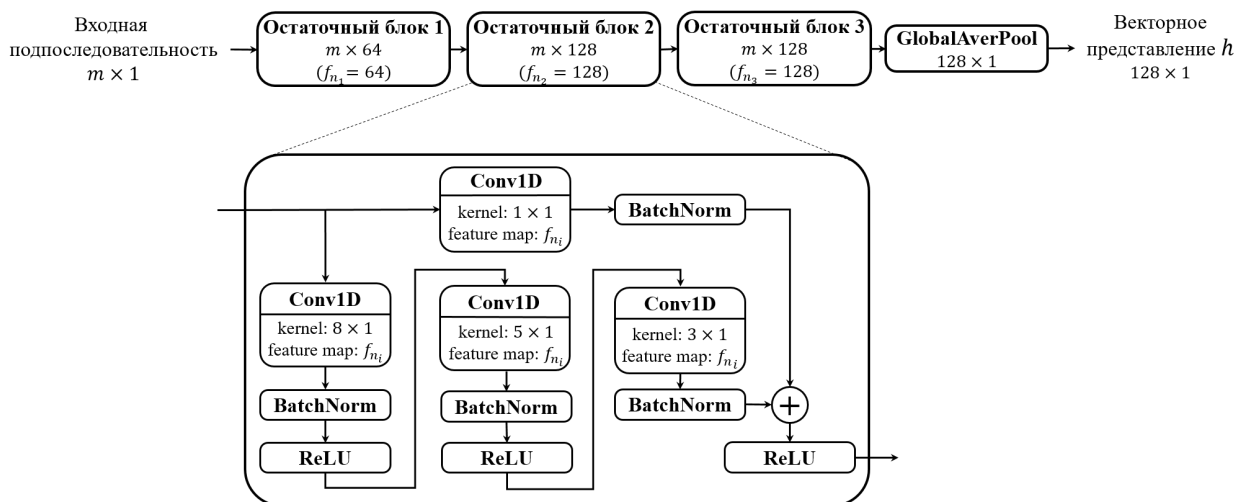 Входная
подпоследовательность
m × 1
Остаточный блок 1
m × 64
(f_{n_1} = 64)
Остаточный блок 2
m × 128
(f_{n_2} = 128)
Остаточный блок 3
m × 128
(f_{n_3} = 128)
GlobalAverPool
128 × 1
Векторное
представление h
128 × 1
Conv1D
kernel: 1 × 1
feature map: f_{n_i}
BatchNorm
Conv1D
kernel: 8 × 1
feature map: f_{n_i}
BatchNorm
ReLU
Conv1D
kernel: 5 × 1
feature map: f_{n_i}
BatchNorm
ReLU
Conv1D
kernel: 3 × 1
feature map: f_{n_i}
BatchNorm
+
ReLU